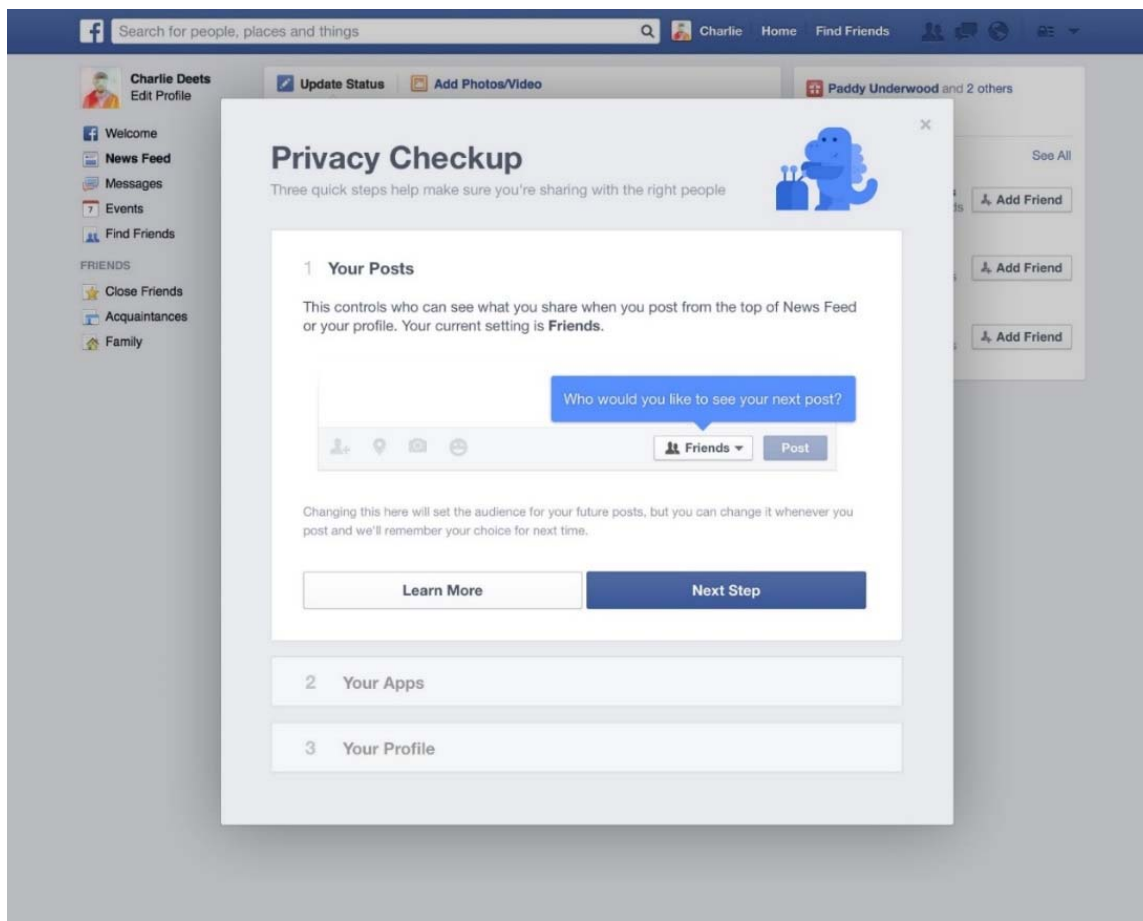 Search for people, places and things
Charlie
Home
Find Friends
Charlie Deets
Edit Profile
Welcome
News Feed
Messages
7
Events
Find Friends
FRIENDS
Close Friends
Acquaintances
Family
Update Status
Add Photos/Video
Paddy Underwood and 2 others
See All
Add Friend
Add Friend
Add Friend
Privacy Checkup
Three quick steps help make sure you're sharing with the right people
1 Your Posts
This controls who can see what you share when you post from the top of News Feed
or your profile. Your current setting is Friends.
Who would you like to see your next post?
Friends
Post
Changing this here will set the audience for your future posts, but you can change it whenever you
post and we'll remember your choice for next time.
Learn More
Next Step
2 Your Apps
3 Your Profile